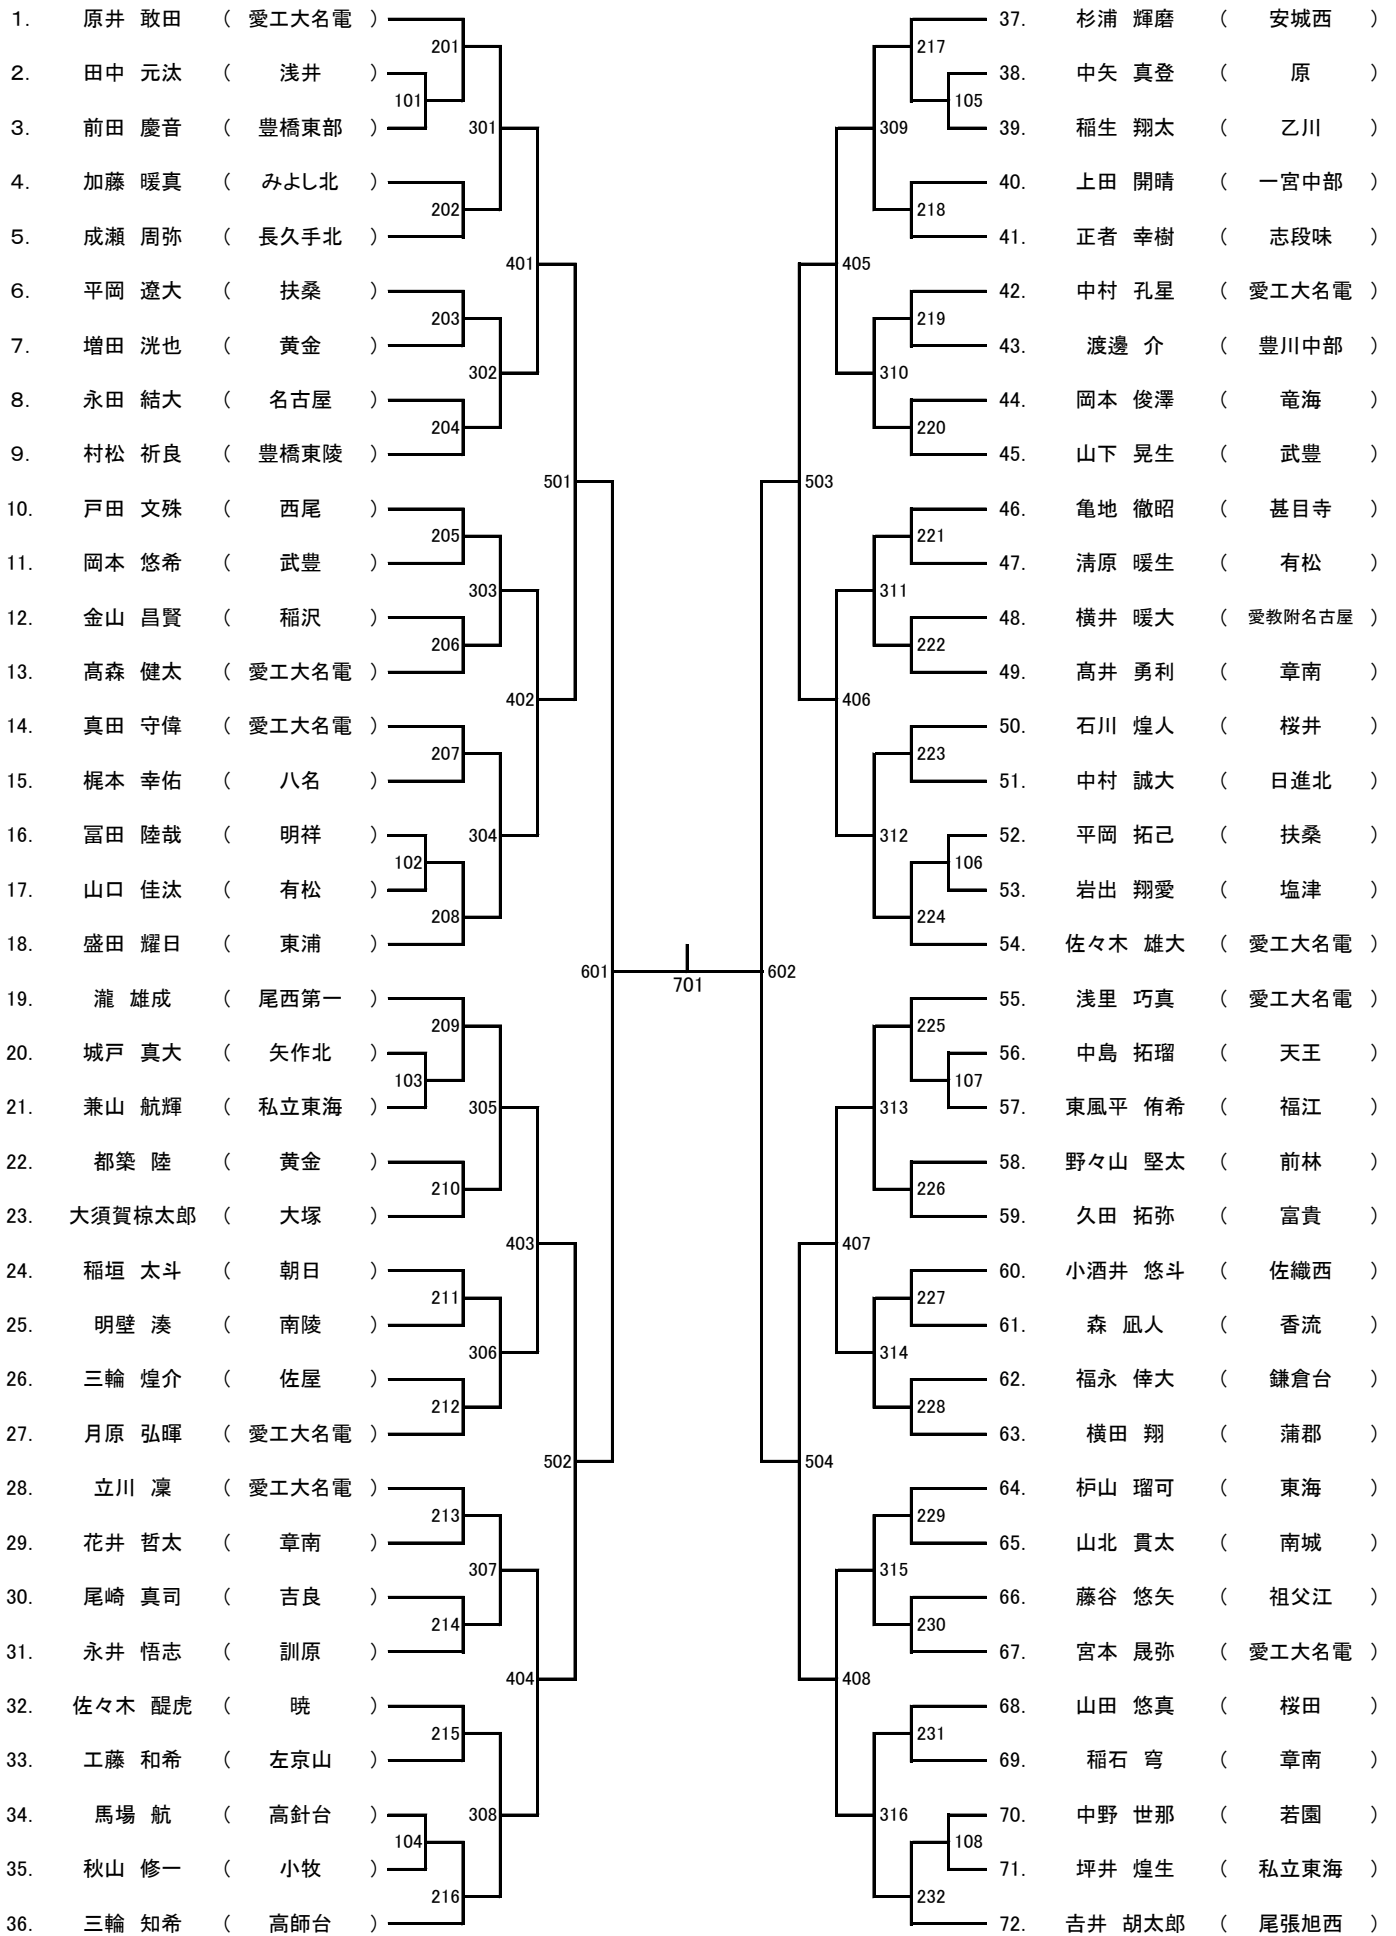 1. 原井 敢田 ( 愛工大名電 )
201
2. 田中 元汰 ( 浅井 )
101
3. 前田 慶音 ( 豊橋東部 )
301
4. 加藤 暖真 ( みよし北 )
202
5. 成瀬 周弥 ( 長久手北 )
401
6. 平岡 遼大 ( 扶桑 )
203
7. 増田 洸也 ( 黄金 )
302
8. 永田 結大 ( 名古屋 )
204
9. 村松 祈良 ( 豊橋東陵 )
501
10. 戸田 文殊 ( 西尾 )
205
11. 岡本 悠希 ( 武豊 )
303
12. 金山 昌賢 ( 稲沢 )
206
13. 髙森 健太 ( 愛工大名電 )
402
14. 真田 守偉 ( 愛工大名電 )
207
15. 梶本 幸佑 ( 八名 )
16. 冨田 陸哉 ( 明祥 )
304
102
17. 山口 佳汰 ( 有松 )
208
18. 盛田 耀日 ( 東浦 )
601
19. 瀧 雄成 ( 尾西第一 )
209
20. 城戸 真大 ( 矢作北 )
103
21. 兼山 航輝 ( 私立東海 )
305
22. 都築 陸 ( 黄金 )
210
23. 大須賀椋太郎 ( 大塚 )
403
24. 稲垣 太斗 ( 朝日 )
211
25. 明壁 湊 ( 南陵 )
306
26. 三輪 煌介 ( 佐屋 )
212
27. 月原 弘暉 ( 愛工大名電 )
502
28. 立川 凜 ( 愛工大名電 )
213
29. 花井 哲太 ( 章南 )
307
30. 尾崎 真司 ( 吉良 )
214
31. 永井 悟志 ( 訓原 )
404
32. 佐々木 醍虎 ( 暁 )
215
33. 工藤 和希 ( 左京山 )
34. 馬場 航 ( 高針台 )
308
104
35. 秋山 修一 ( 小牧 )
216
36. 三輪 知希 ( 高師台 )
701
37. 杉浦 輝磨 ( 安城西 )
217
38. 中矢 真登 ( 原 )
105
39. 稲生 翔太 ( 乙川 )
309
40. 上田 開晴 ( 一宮中部 )
218
41. 正者 幸樹 ( 志段味 )
405
42. 中村 孔星 ( 愛工大名電 )
219
43. 渡邊 介 ( 豊川中部 )
310
44. 岡本 俊澤 ( 竜海 )
220
45. 山下 晃生 ( 武豊 )
503
46. 亀地 徹昭 ( 甚目寺 )
221
47. 淸原 暖生 ( 有松 )
311
48. 横井 暖大 ( 愛教附名古屋 )
222
49. 髙井 勇利 ( 章南 )
406
50. 石川 煌人 ( 桜井 )
223
51. 中村 誠大 ( 日進北 )
52. 平岡 拓己 ( 扶桑 )
312
106
53. 岩出 翔愛 ( 塩津 )
224
54. 佐々木 雄大 ( 愛工大名電 )
602
55. 浅里 巧真 ( 愛工大名電 )
225
56. 中島 拓瑠 ( 天王 )
107
57. 東風平 侑希 ( 福江 )
313
58. 野々山 堅太 ( 前林 )
226
59. 久田 拓弥 ( 富貴 )
407
60. 小酒井 悠斗 ( 佐織西 )
227
61. 森 凪人 ( 香流 )
314
62. 福永 倖大 ( 鎌倉台 )
228
63. 横田 翔 ( 蒲郡 )
504
64. 枦山 瑠可 ( 東海 )
229
65. 山北 貫太 ( 南城 )
315
66. 藤谷 悠矢 ( 祖父江 )
230
67. 宮本 晟弥 ( 愛工大名電 )
408
68. 山田 悠真 ( 桜田 )
231
69. 稲石 穹 ( 章南 )
70. 中野 世那 ( 若園 )
316
108
71. 坪井 煌生 ( 私立東海 )
232
72. 𠮷井 胡太郎 ( 尾張旭西 )